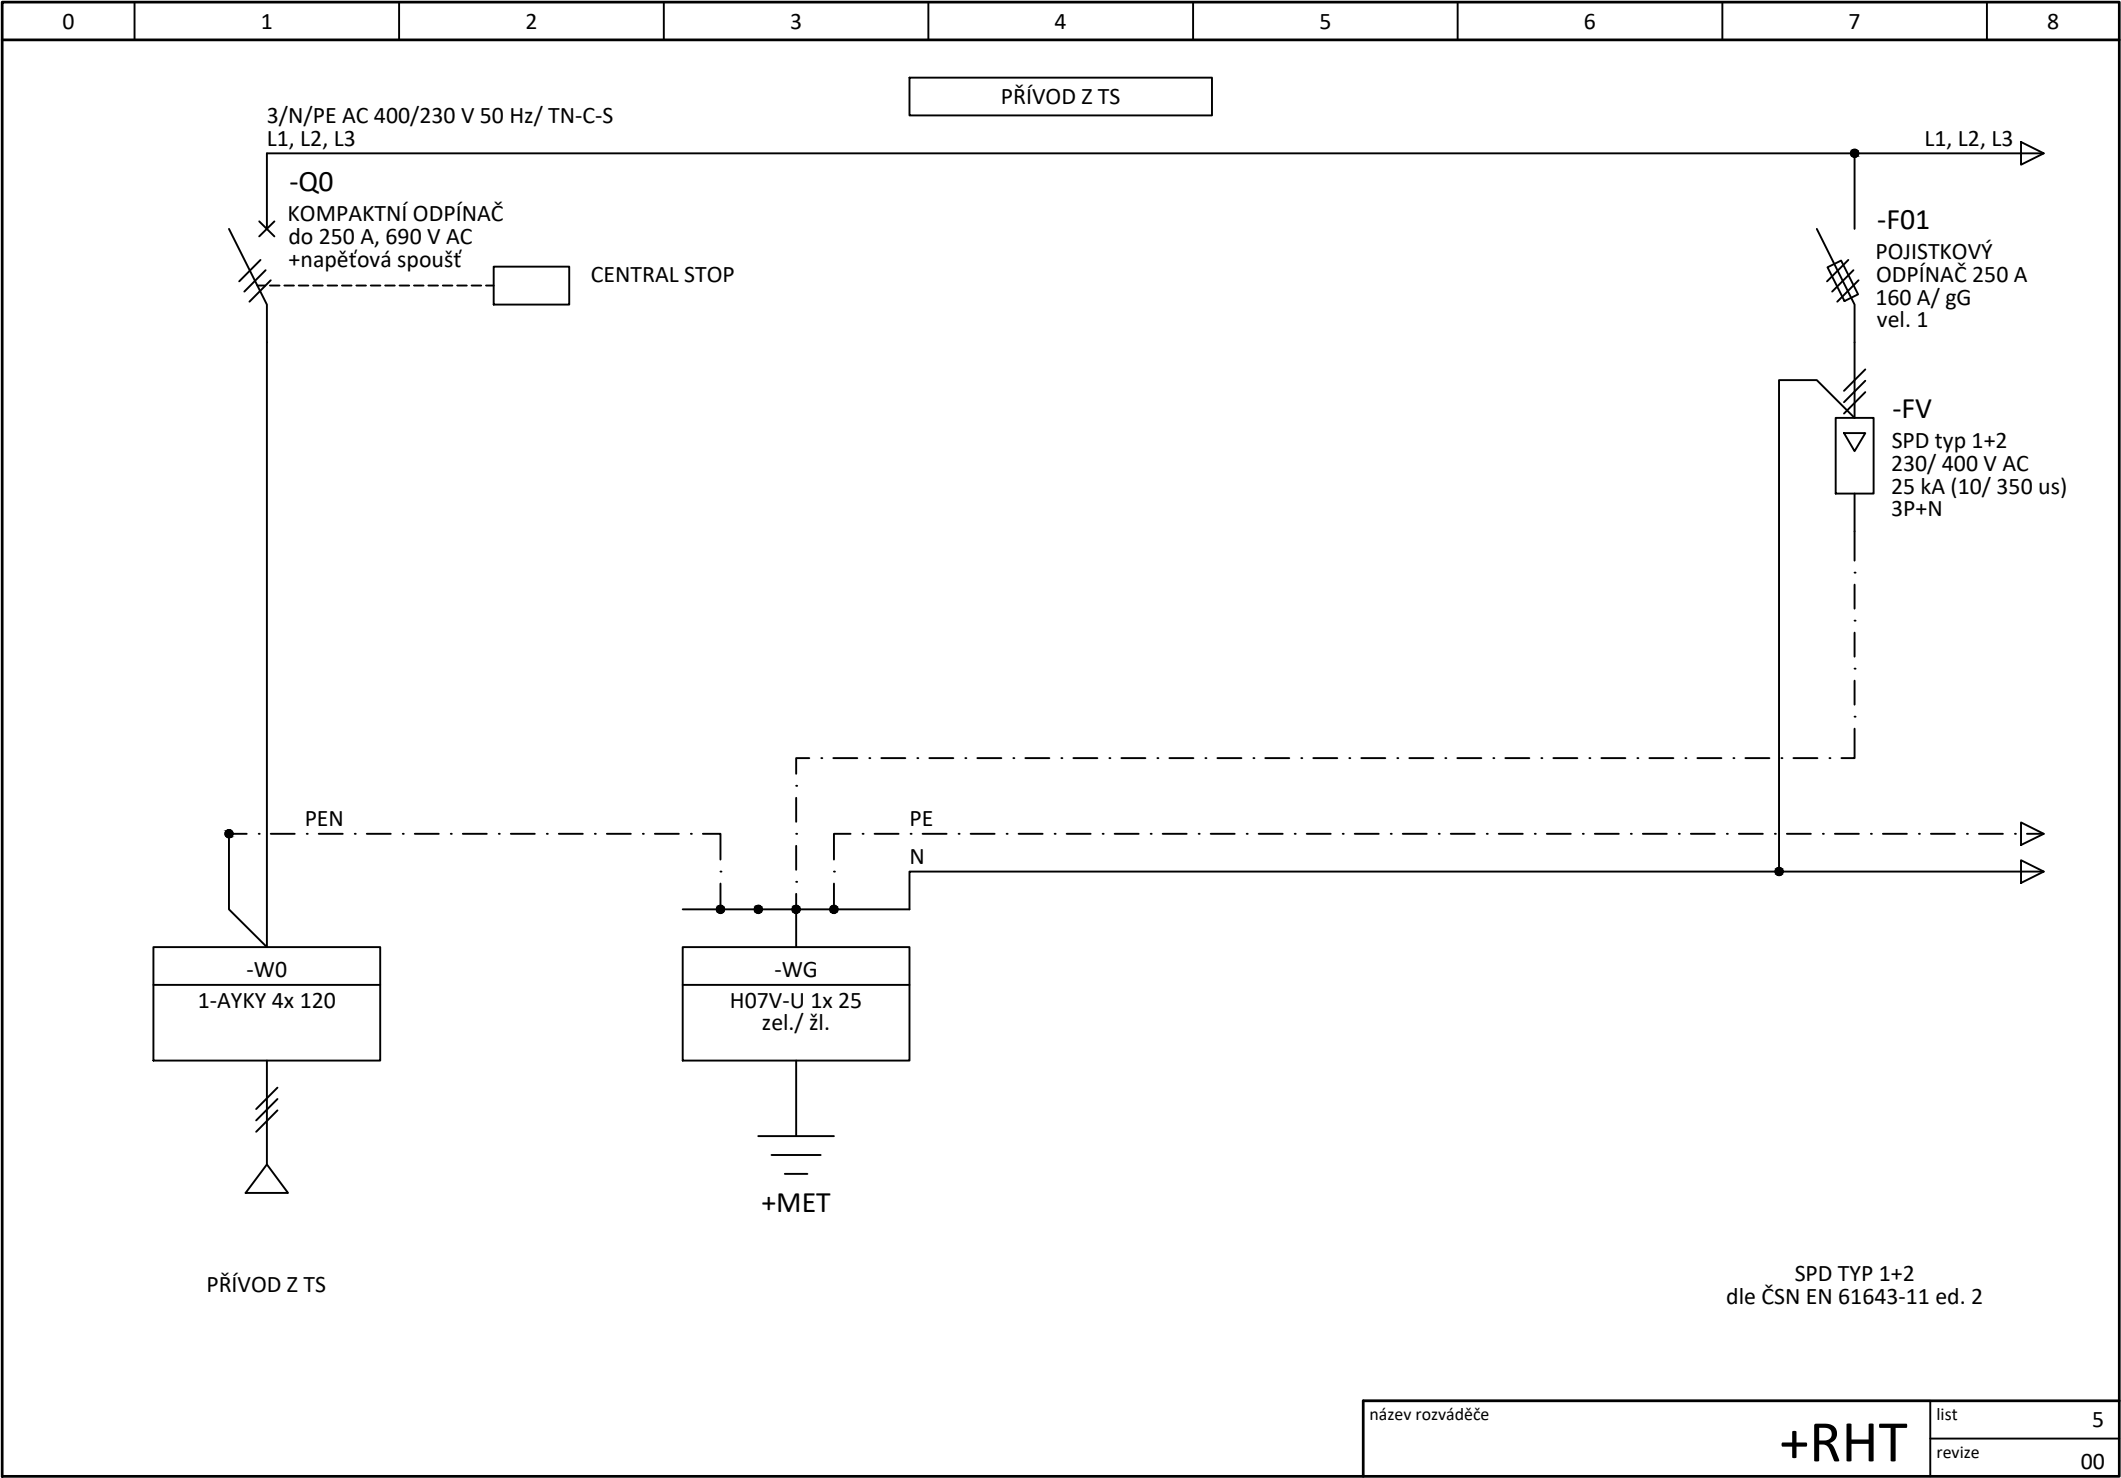 0 1 2 3 4 5 6 7 8
PŘÍVOD Z TS
3/N/PE AC 400/230 V 50 Hz/ TN-C-S
L1, L2, L3
L1, L2, L3
-Q0
KOMPAKTNÍ ODPÍNAČ
do 250 A, 690 V AC
+napěťová spoušť
CENTRAL STOP
-F01
POJISTKOVÝ
ODPÍNAČ 250 A
160 A/ gG
vel. 1
-FV
SPD typ 1+2
230/ 400 V AC
25 kA (10/ 350 us)
3P+N
PEN
PE
N
-W0
1-AYKY 4x 120
-WG
H07V-U 1x 25
zel./ žl.
+MET
PŘÍVOD Z TS
SPD TYP 1+2
dle ČSN EN 61643-11 ed. 2
název rozváděče
+RHT
list 5
revize 00